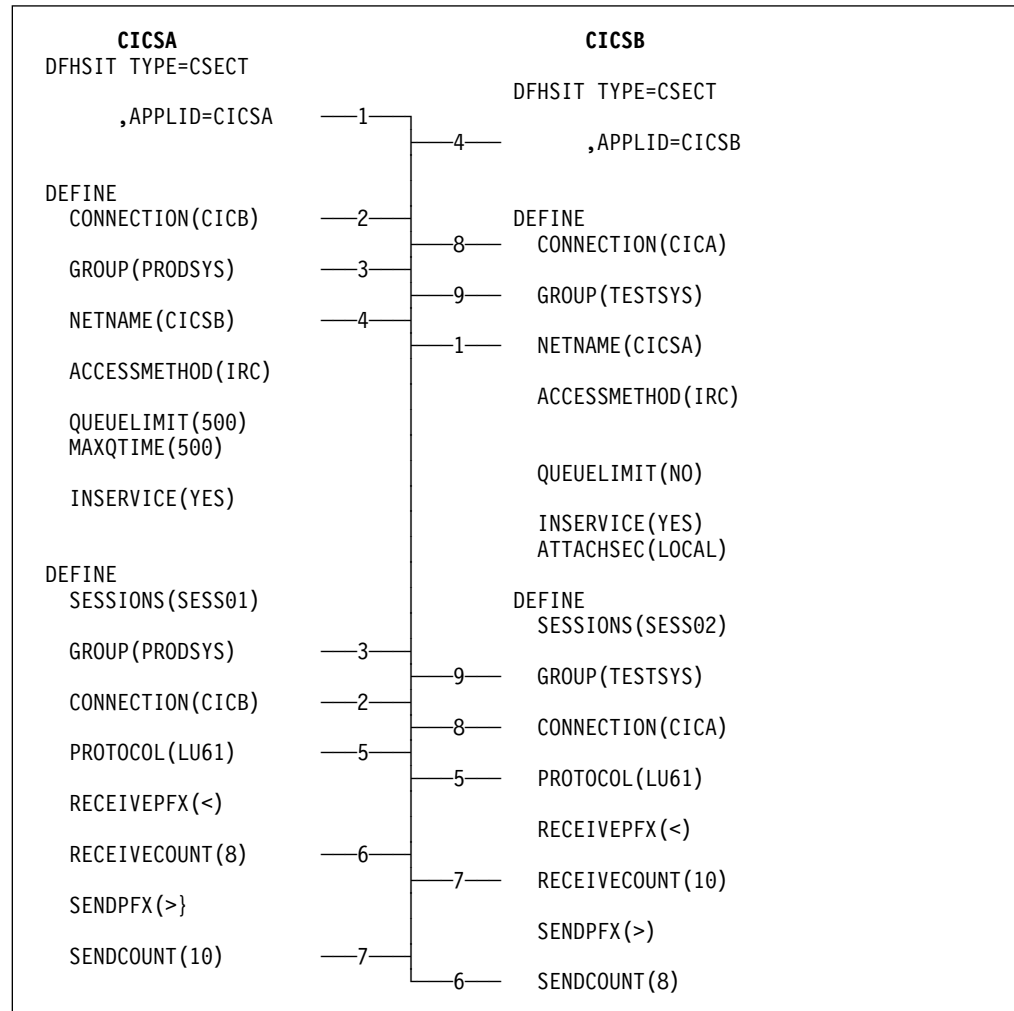 CICSA
DFHSIT TYPE=CSECT
,APPLID=CICSA 1
DEFINE
CONNECTION(CICB) 2
GROUP(PRODSYS) 3
NETNAME(CICSB) 4
ACCESSMETHOD(IRC)
QUEUELIMIT(500)
MAXQTIME(500)
INSERVICE(YES)
DEFINE
SESSIONS(SESS01)
GROUP(PRODSYS) 3
CONNECTION(CICB) 2
PROTOCOL(LU61) 5
RECEIVEPFX(<)
RECEIVECOUNT(8) 6
SENDPFX(>}
SENDCOUNT(10) 7
CICSB
DFHSIT TYPE=CSECT
4 ,APPLID=CICSB
DEFINE
8 CONNECTION(CICA)
9 GROUP(TESTSYS)
1 NETNAME(CICSA)
ACCESSMETHOD(IRC)
QUEUELIMIT(NO)
INSERVICE(YES)
ATTACHSEC(LOCAL)
DEFINE
SESSIONS(SESS02)
9 GROUP(TESTSYS)
8 CONNECTION(CICA)
5 PROTOCOL(LU61)
RECEIVEPFX(<)
7 RECEIVECOUNT(10)
SENDPFX(>)
6 SENDCOUNT(8)